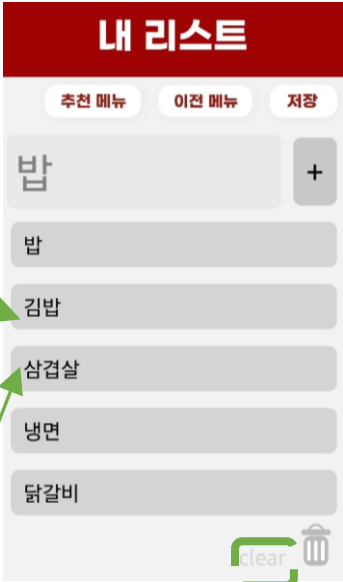 내 리스트
추천 메뉴 이전 메뉴 저장
밥 +
밥
김밥
삼겹살
냉면
닭갈비
clear